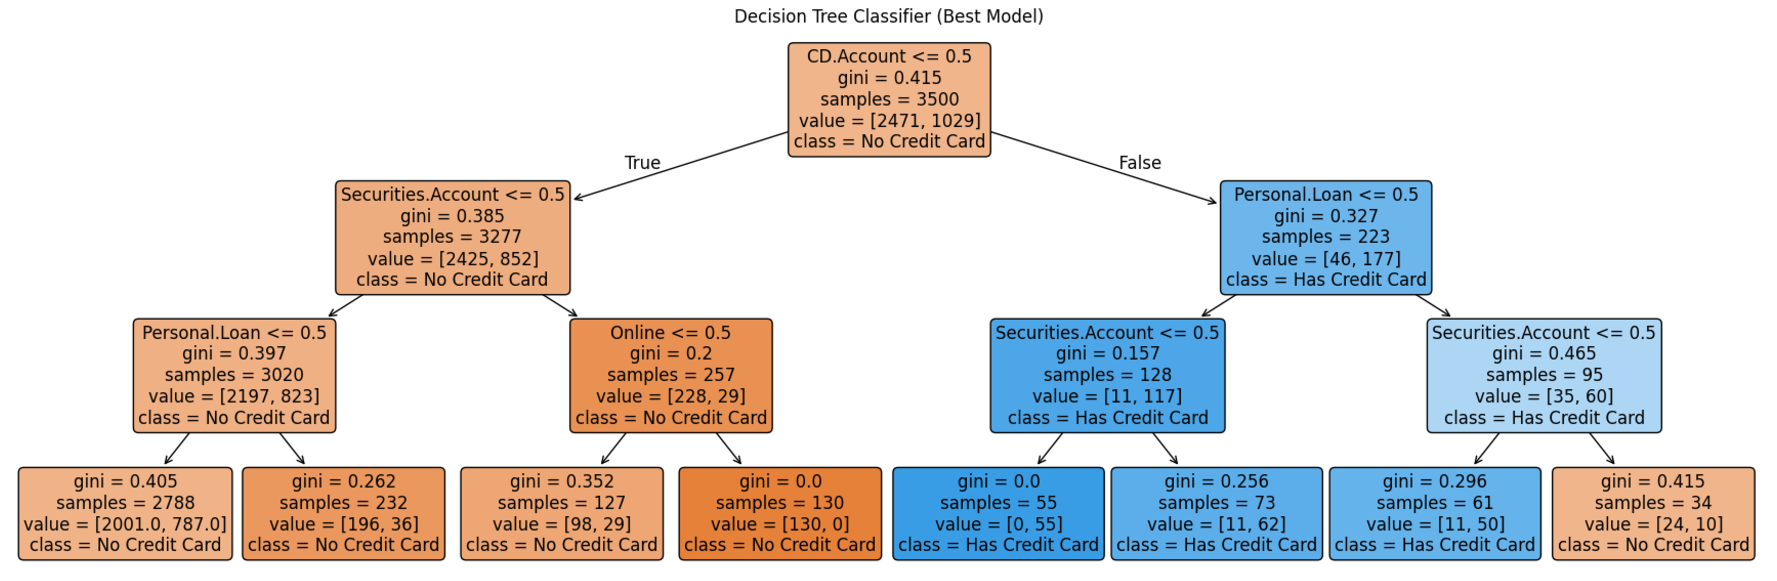 Decision Tree Classifier (Best Model)
CD.Account <= 0.5
gini = 0.415
samples = 3500
value = [2471, 1029]
class = No Credit Card
True
False
Securities.Account <= 0.5
gini = 0.385
samples = 3277
value = [2425, 852]
class = No Credit Card
Personal.Loan <= 0.5
gini = 0.327
samples = 223
value = [46, 177]
class = Has Credit Card
Personal.Loan <= 0.5
gini = 0.397
samples = 3020
value = [2197, 823]
class = No Credit Card
Online <= 0.5
gini = 0.2
samples = 257
value = [228, 29]
class = No Credit Card
Securities.Account <= 0.5
gini = 0.157
samples = 128
value = [11, 117]
class = Has Credit Card
Securities.Account <= 0.5
gini = 0.465
samples = 95
value = [35, 60]
class = Has Credit Card
gini = 0.405
samples = 2788
value = [2001.0, 787.0]
class = No Credit Card
gini = 0.262
samples = 232
value = [196, 36]
class = No Credit Card
gini = 0.352
samples = 127
value = [98, 29]
class = No Credit Card
gini = 0.0
samples = 130
value = [130, 0]
class = No Credit Card
gini = 0.0
samples = 55
value = [0, 55]
class = Has Credit Card
gini = 0.256
samples = 73
value = [11, 62]
class = Has Credit Card
gini = 0.296
samples = 61
value = [11, 50]
class = Has Credit Card
gini = 0.415
samples = 34
value = [24, 10]
class = No Credit Card